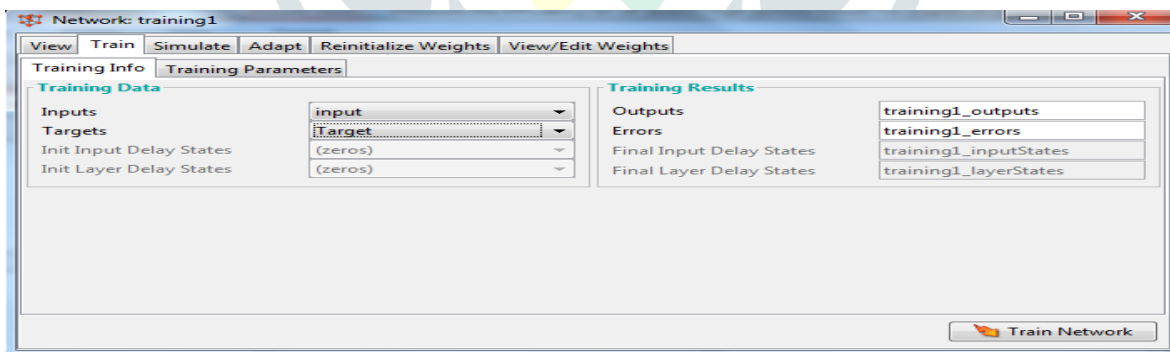 Network: training1
View Train Simulate Adapt Reinitialize Weights View/Edit Weights
Training Info Training Parameters
Training Data
Inputs input
Targets Target
Init Input Delay States (zeros)
Init Layer Delay States (zeros)
Training Results
Outputs training1_outputs
Errors training1_errors
Final Input Delay States training1_inputStates
Final Layer Delay States training1_layerStates
Train Network